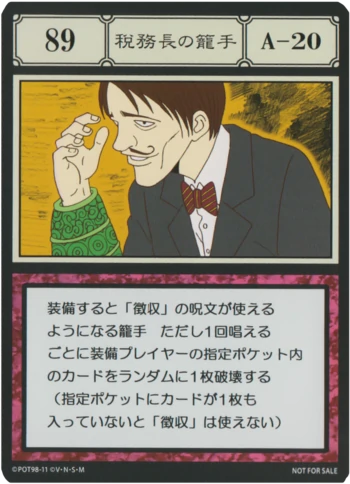 89
税務長の籠手
A-20
装備すると「徴収」の呪文が使える
ようになる籠手 ただし1回唱える
ごとに装備プレイヤーの指定ポケット内
のカードをランダムに1枚破壊する
（指定ポケットにカードが1枚も
入っていないと「徴収」は使えない）
©POT98-11 ©V・N・S・M
NOT FOR SALE